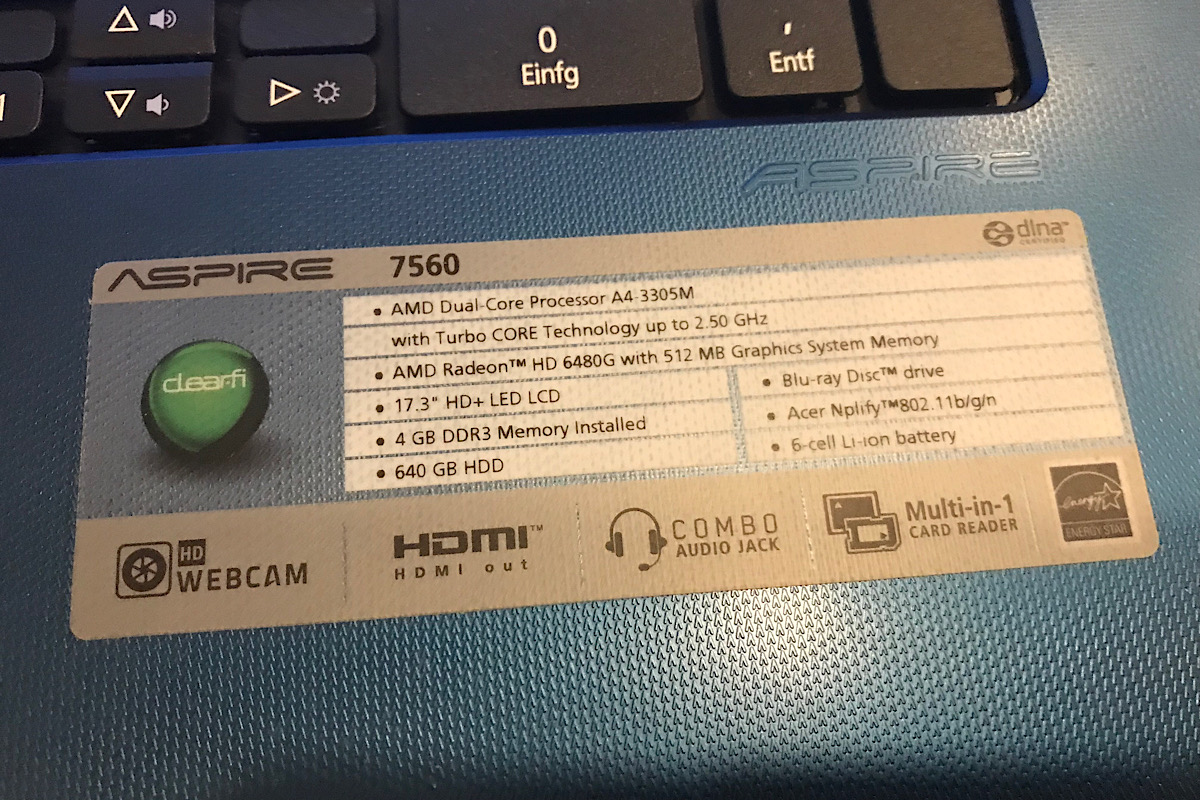 0
Einfg
,
Entf
ASPIRE
ASPIRE 7560
dlna™
CERTIFIED
clear.fi
• AMD Dual-Core Processor A4-3305M
with Turbo CORE Technology up to 2.50 GHz
• AMD Radeon™ HD 6480G with 512 MB Graphics System Memory
• 17.3" HD+ LED LCD
• 4 GB DDR3 Memory Installed
• 640 GB HDD
• Blu-ray Disc™ drive
• Acer Nplify™802.11b/g/n
• 6-cell Li-ion battery
HD
WEBCAM
HDMI™
HDMI out
COMBO
AUDIO JACK
Multi-in-1
CARD READER
energy
ENERGY STAR